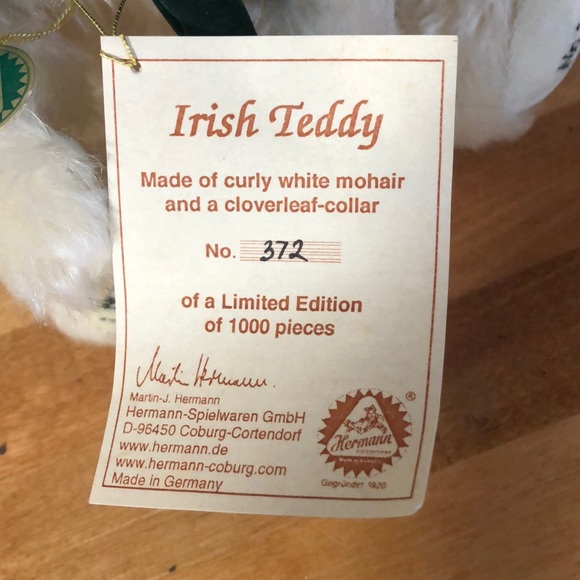 Irish Teddy
Made of curly white mohair
and a cloverleaf-collar
No. 372
of a Limited Edition
of 1000 pieces
Martin Hermann.
Martin-J. Hermann
Hermann-Spielwaren GmbH
D-96450 Coburg-Cortendorf
www.hermann.de
www.hermann-coburg.com
Made in Germany
®
Hermann
Gegründet 1920